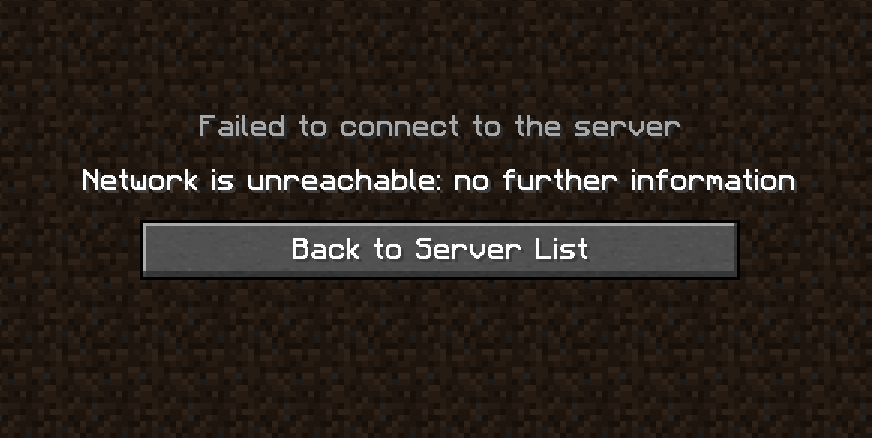 Failed to connect to the server
Network is unreachable: no further information
Back to Server List